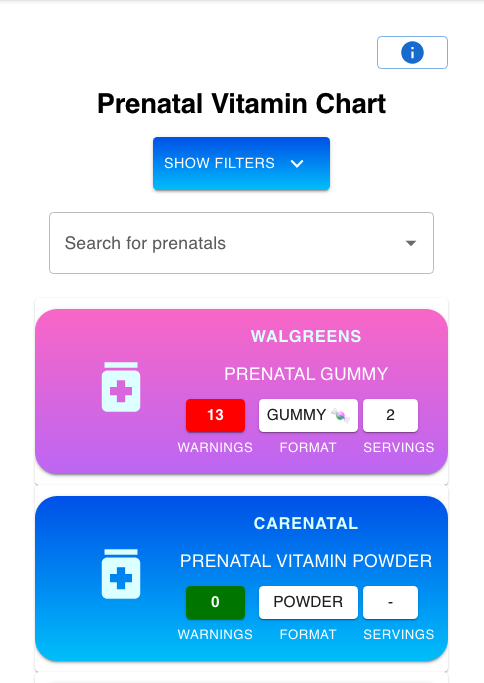 Prenatal Vitamin Chart
SHOW FILTERS
Search for prenatals
WALGREENS
PRENATAL GUMMY
13 GUMMY 🍬 2
WARNINGS FORMAT SERVINGS
CARENATAL
PRENATAL VITAMIN POWDER
0 POWDER -
WARNINGS FORMAT SERVINGS